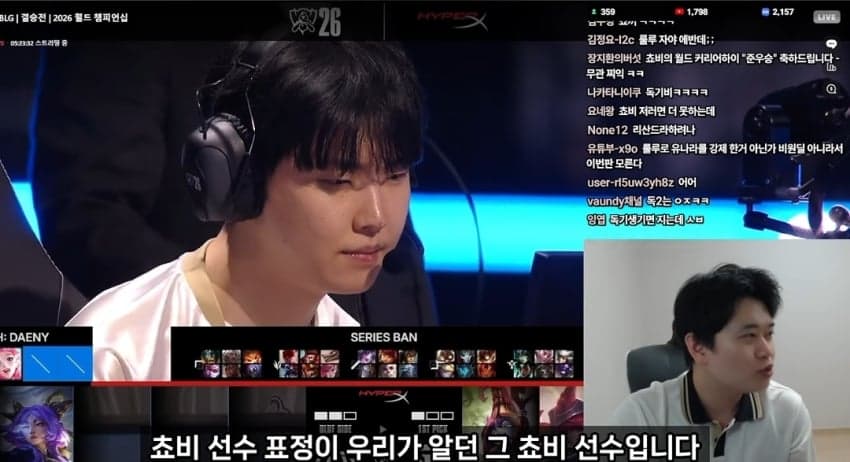 BLG | 결승전 | 2026 월드 챔피언십
26
HYPERX
359
1,798
2,157
LIVE
05:23:32 스트리밍 중
김정요-I2c 룰루 자야 에반데;;
장지환의버섯 쵸비의 월드 커리어하이 "준우승" 축하드립니다 -
무관 찌익 ㅋㅋ
나카타니이쿠 독기비ㅋㅋㅋㅋ
요네왕 쵸비 저러면 더 못하는데
None12 리산드라하려나
유튜부-x9o 룰루로 유나라를 강제 한거 아닌가 비원딜 아니라서
이번판 모른다
user-rl5uw3yh8z 어어
vaundy채널 독2는 ㅇㅈㅋㅋ
잉엽 독기생기면 지는데 ㅅㅂ
H: DAENY
SERIES BAN
HYPERX
BLUE SIDE
1ST PICK
쵸비 선수 표정이 우리가 알던 그 쵸비 선수입니다